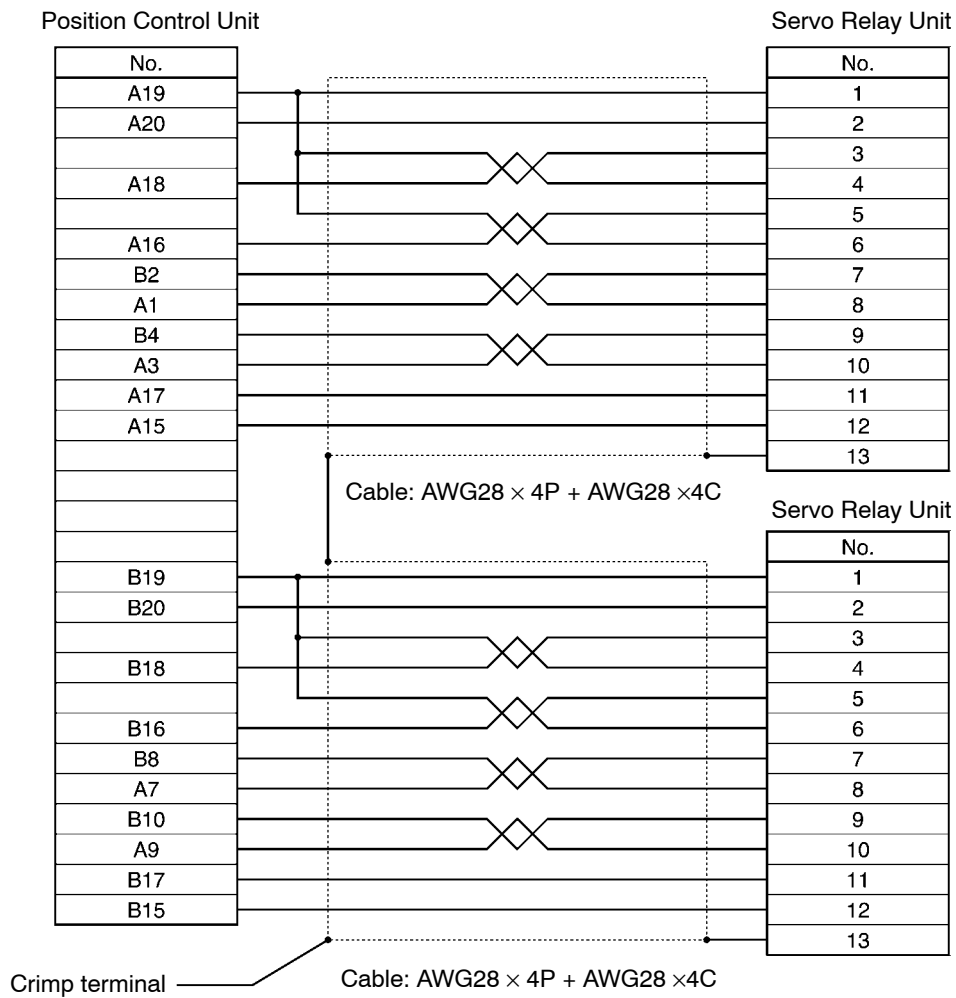 Position Control Unit
Servo Relay Unit
No.
No.
A19
1
A20
2
3
A18
4
5
A16
6
B2
7
A1
8
B4
9
A3
10
A17
11
A15
12
13
Cable: AWG28 × 4P + AWG28 ×4C
Servo Relay Unit
No.
B19
1
B20
2
3
B18
4
5
B16
6
B8
7
A7
8
B10
9
A9
10
B17
11
B15
12
13
Crimp terminal
Cable: AWG28 × 4P + AWG28 ×4C